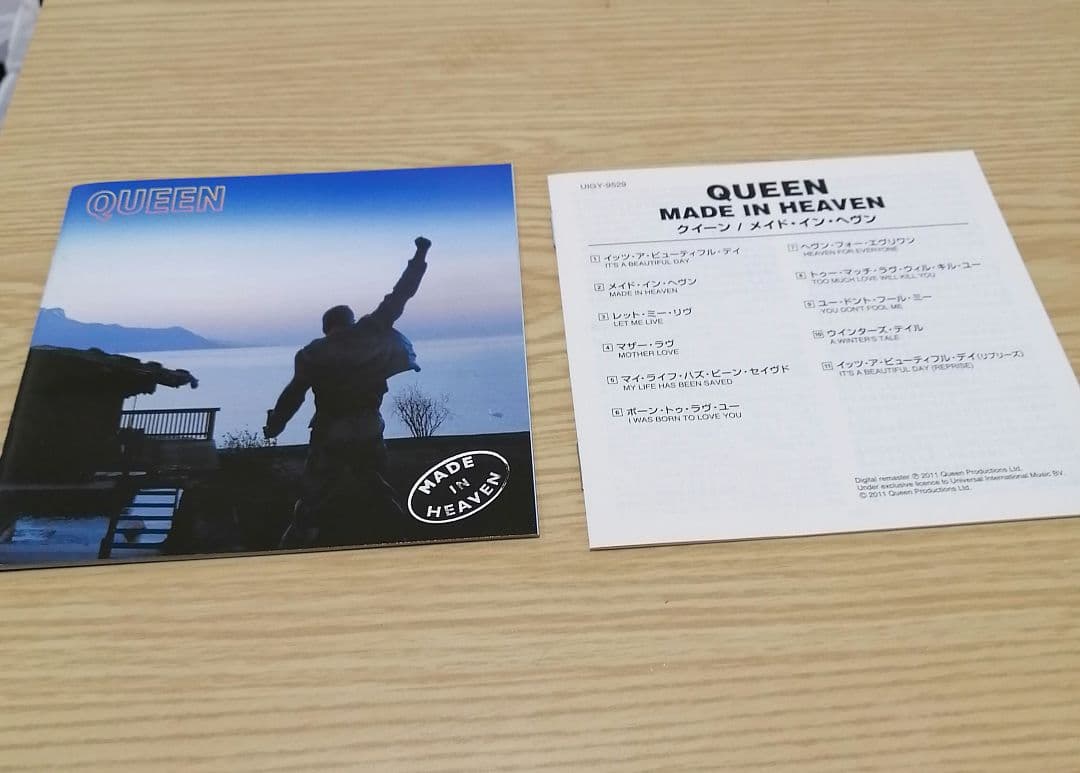 QUEEN
MADE
IN
HEAVEN
UIGY-9529
QUEEN
MADE IN HEAVEN
クイーン / メイド・イン・ヘヴン
1 イッツ・ア・ビューティフル・デイ
IT'S A BEAUTIFUL DAY
2 メイド・イン・ヘヴン
MADE IN HEAVEN
3 レット・ミー・リヴ
LET ME LIVE
4 マザー・ラヴ
MOTHER LOVE
5 マイ・ライフ・ハズ・ビーン・セイヴド
MY LIFE HAS BEEN SAVED
6 ボーン・トゥ・ラヴ・ユー
I WAS BORN TO LOVE YOU
7 ヘヴン・フォー・エヴリワン
HEAVEN FOR EVERYONE
8 トゥー・マッチ・ラヴ・ウィル・キル・ユー
TOO MUCH LOVE WILL KILL YOU
9 ユー・ドント・フール・ミー
YOU DON'T FOOL ME
10 ウインターズ・テイル
A WINTER'S TALE
11 イッツ・ア・ビューティフル・デイ(リプリーズ)
IT'S A BEAUTIFUL DAY (REPRISE)
Digital remaster ℗ 2011 Queen Productions Ltd.
Under exclusive licence to Universal International Music BV.
© 2011 Queen Productions Ltd.